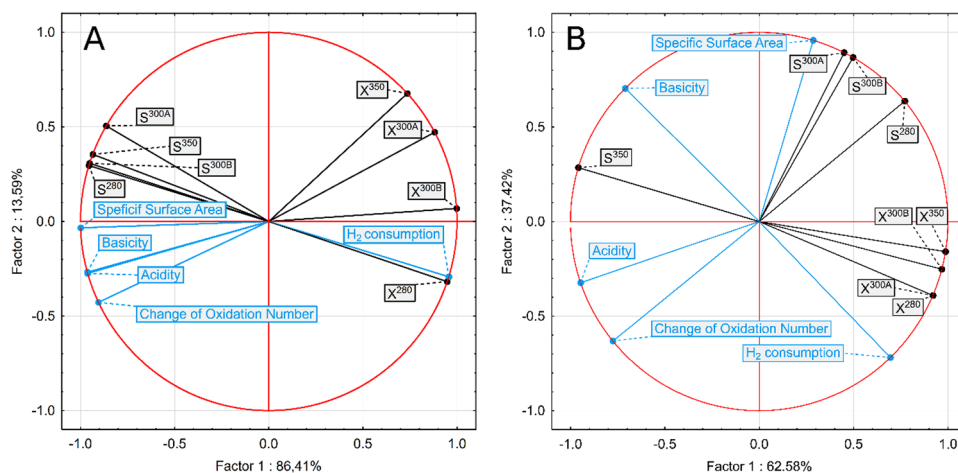 A
1.0
0.5
0.0
-0.5
-1.0
Factor 2 : 13.59%
S300A
S350
S300B
S280
Speficif Surface Area
Basicity
Acidity
Change of Oxidation Number
X350
X300A
X300B
H2 consumption
X280
-1.0 -0.5 0.0 0.5 1.0
Factor 1 : 86,41%
B
1.0
0.5
0.0
-0.5
-1.0
Factor 2 : 37.42%
Specific Surface Area
S300A
S300B
Basicity
S280
S350
X300B X350
Acidity
X300A
X280
Change of Oxidation Number
H2 consumption
-1.0 -0.5 0.0 0.5 1.0
Factor 1 : 62.58%